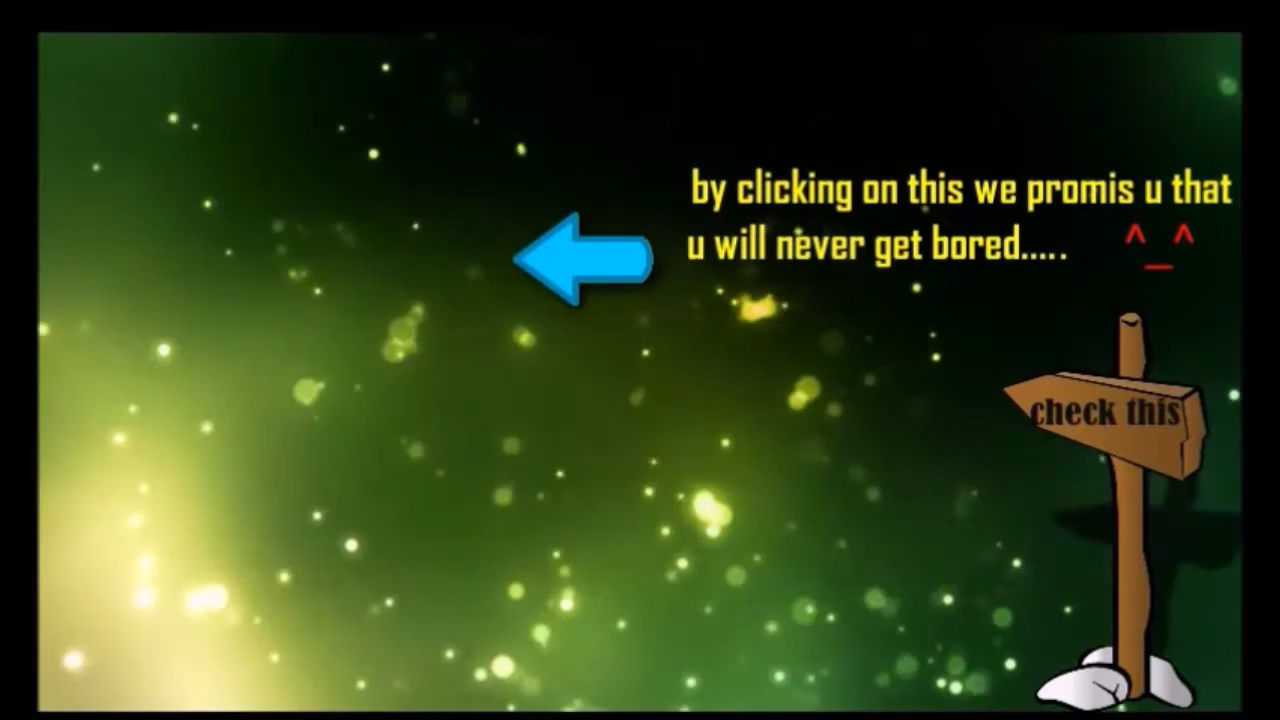 by clicking on this we promis u that
u will never get bored..... ^_^
check this